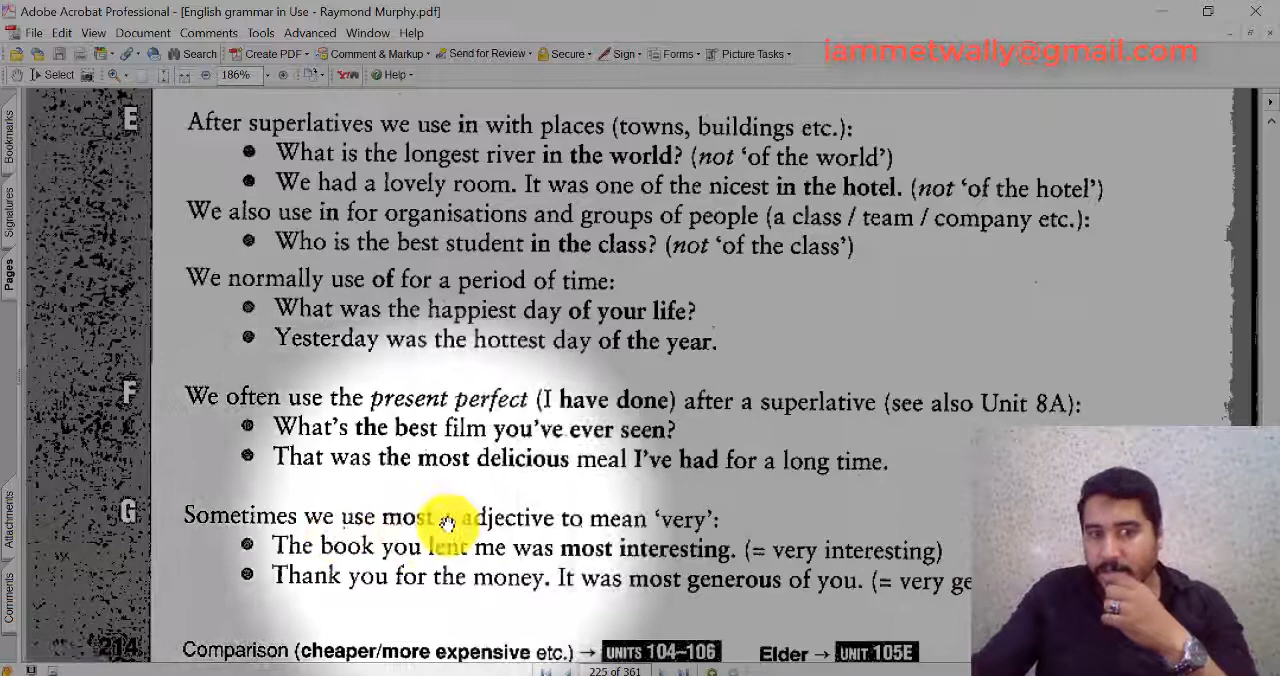 Adobe Acrobat Professional - [English grammar in Use - Raymond Murphy.pdf]
File Edit View Document Comments Tools Advanced Window Help
Search Create PDF Comment & Markup Send for Review Secure Sign Forms Picture Tasks
iammetwally@gmail.com
Select 186% Help
E
After superlatives we use in with places (towns, buildings etc.):
● What is the longest river in the world? (not ‘of the world’)
● We had a lovely room. It was one of the nicest in the hotel. (not ‘of the hotel’)
We also use in for organisations and groups of people (a class / team / company etc.):
● Who is the best student in the class? (not ‘of the class’)
We normally use of for a period of time:
● What was the happiest day of your life?
● Yesterday was the hottest day of the year.
F
We often use the present perfect (I have done) after a superlative (see also Unit 8A):
● What's the best film you've ever seen?
● That was the most delicious meal I've had for a long time.
G
Sometimes we use most + adjective to mean ‘very’:
● The book you lent me was most interesting. (= very interesting)
● Thank you for the money. It was most generous of you. (= very ge
214
Comparison (cheaper/more expensive etc.) → UNITS 104–106 Elder → UNIT 105E
225 of 361
Bookmarks
Signatures
Pages
Attachments
Comments